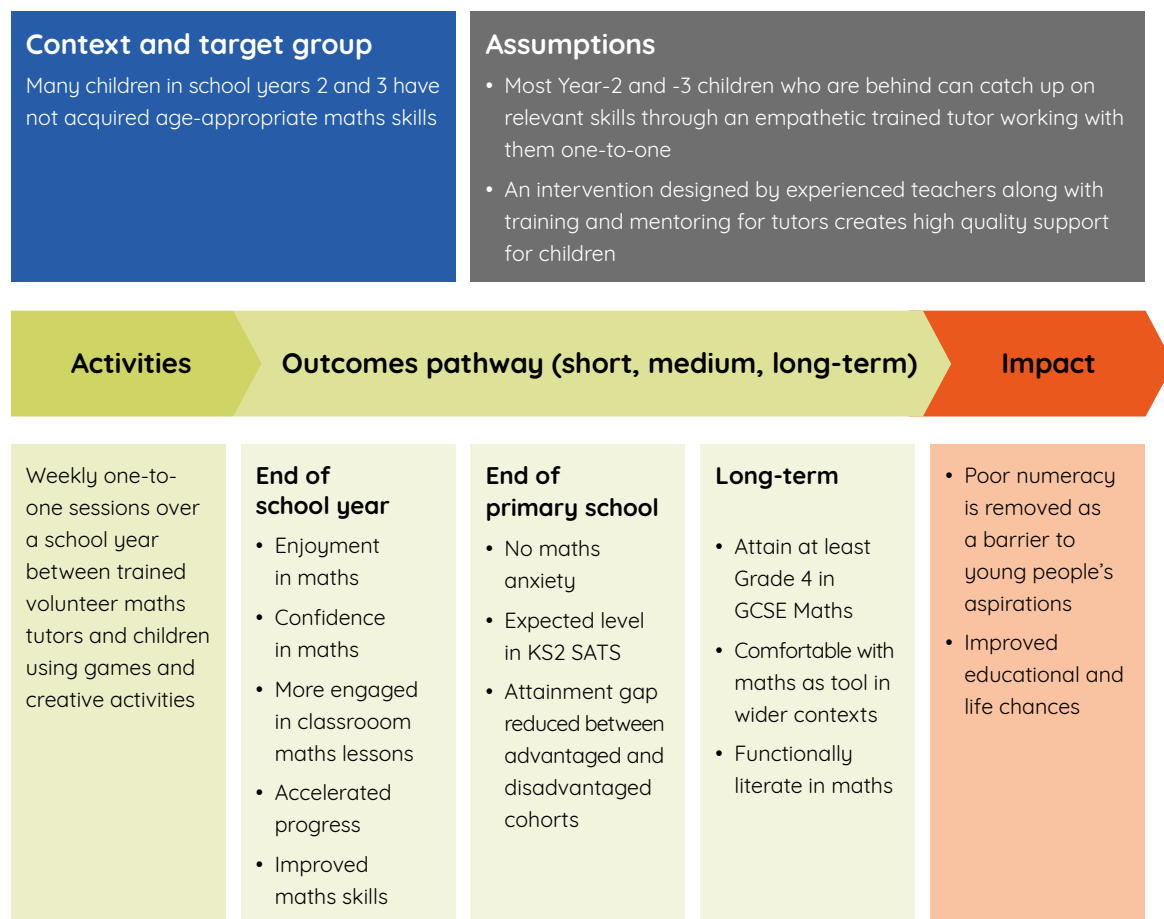 Context and target group
Many children in school years 2 and 3 have
not acquired age-appropriate maths skills
Assumptions
• Most Year-2 and -3 children who are behind can catch up on
relevant skills through an empathetic trained tutor working with
them one-to-one
• An intervention designed by experienced teachers along with
training and mentoring for tutors creates high quality support
for children
Activities
Outcomes pathway (short, medium, long-term)
Impact
Weekly one-to-
one sessions over
a school year
between trained
volunteer maths
tutors and children
using games and
creative activities
End of
school year
• Enjoyment
in maths
• Confidence
in maths
• More engaged
in classrooom
maths lessons
• Accelerated
progress
• Improved
maths skills
End of
primary school
• No maths
anxiety
• Expected level
in KS2 SATS
• Attainment gap
reduced between
advantaged and
disadvantaged
cohorts
Long-term
• Attain at least
Grade 4 in
GCSE Maths
• Comfortable with
maths as tool in
wider contexts
• Functionally
literate in maths
• Poor numeracy
is removed as
a barrier to
young people's
aspirations
• Improved
educational and
life chances